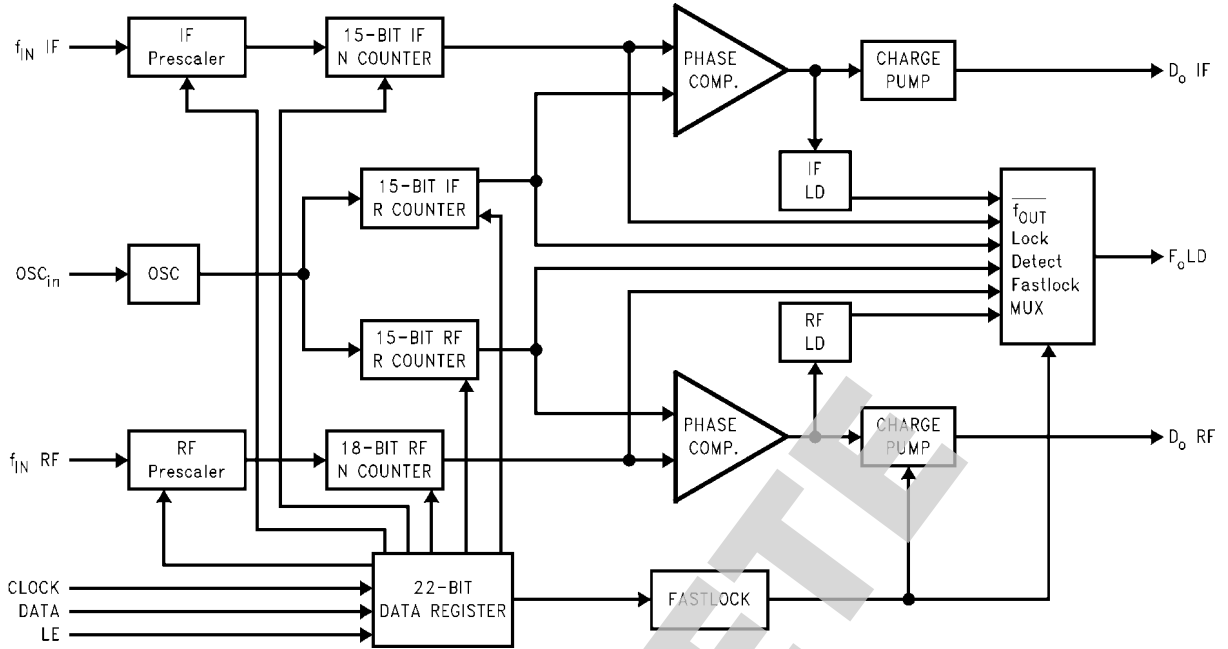 f_IN IF
IF
Prescaler
15-BIT IF
N COUNTER
PHASE
COMP.
CHARGE
PUMP
D_o IF
IF
LD
15-BIT IF
R COUNTER
OSC_in
OSC
f_OUT
Lock
Detect
Fastlock
MUX
F_oLD
15-BIT RF
R COUNTER
RF
LD
f_IN RF
RF
Prescaler
18-BIT RF
N COUNTER
PHASE
COMP.
CHARGE
PUMP
D_o RF
CLOCK
DATA
LE
22-BIT
DATA REGISTER
FASTLOCK
ETE